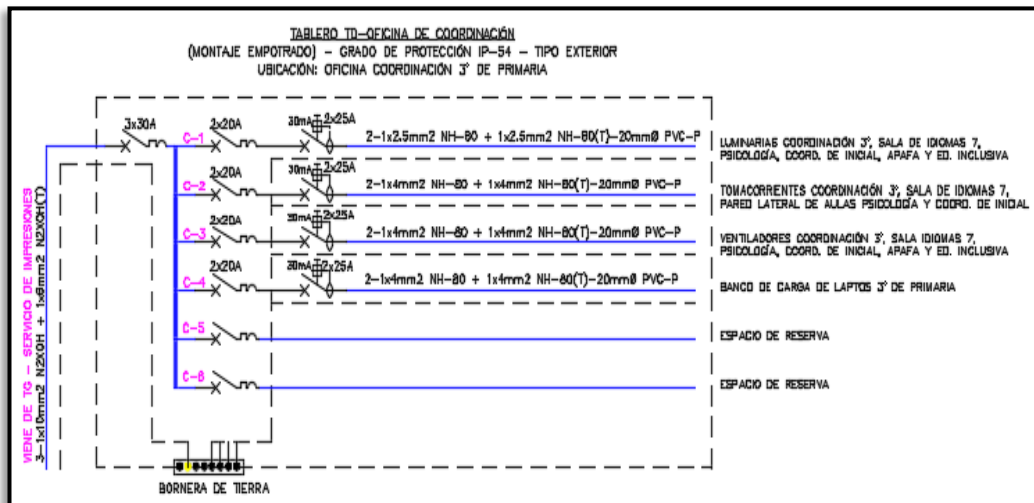 TABLERO TD-OFICINA DE COORDINACIÓN
(MONTAJE EMPOTRADO) - GRADO DE PROTECCIÓN IP-54 - TIPO EXTERIOR
UBICACIÓN: OFICINA COORDINACIÓN 3° DE PRIMARIA
3x30A
C-1
2x20A
30mA
2x25A
2-1x2.5mm2 NH-80 + 1x2.5mm2 NH-80(T)-20mmØ PVC-P
LUMINARIAS COORDINACIÓN 3°, SALA DE IDIOMAS 7,
PSICOLOGÍA, COORD. DE INICIAL, APAFA Y ED. INCLUSIVA
C-2
2x20A
30mA
2x25A
2-1x4mm2 NH-80 + 1x4mm2 NH-80(T)-20mmØ PVC-P
TOMACORRIENTES COORDINACIÓN 3°, SALA DE IDIOMAS 7,
PARED LATERAL DE AULAS PSICOLOGÍA Y COORD. DE INICIAL
C-3
2x20A
30mA
2x25A
2-1x4mm2 NH-80 + 1x4mm2 NH-80(T)-20mmØ PVC-P
VENTILADORES COORDINACIÓN 3°, SALA IDIOMAS 7,
PSICOLOGÍA, COORD. DE INICIAL, APAFA Y ED. INCLUSIVA
C-4
2x20A
30mA
2x25A
2-1x4mm2 NH-80 + 1x4mm2 NH-80(T)-20mmØ PVC-P
BANCO DE CARGA DE LAPTOS 3° DE PRIMARIA
C-5
ESPACIO DE RESERVA
C-6
ESPACIO DE RESERVA
VIENE DE TG - SERVICIO DE IMPRESIONES
3-1x10mm2 N2XOH + 1x6mm2 N2XOH(T)
BORNERA DE TIERRA